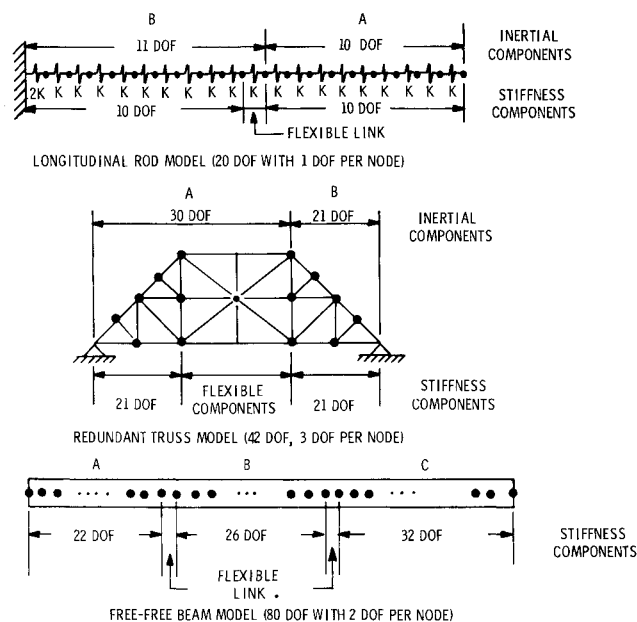 B A
11 DOF 10 DOF INERTIAL
COMPONENTS
2K K K K K K K K K K K K K K K K K K K K
10 DOF 10 DOF STIFFNESS
COMPONENTS
FLEXIBLE LINK
LONGITUDINAL ROD MODEL (20 DOF WITH 1 DOF PER NODE)
A B
30 DOF 21 DOF INERTIAL
COMPONENTS
21 DOF FLEXIBLE COMPONENTS 21 DOF STIFFNESS
COMPONENTS
REDUNDANT TRUSS MODEL (42 DOF, 3 DOF PER NODE)
A B C
22 DOF 26 DOF 32 DOF STIFFNESS
COMPONENTS
FLEXIBLE
LINK .
FREE-FREE BEAM MODEL (80 DOF WITH 2 DOF PER NODE)